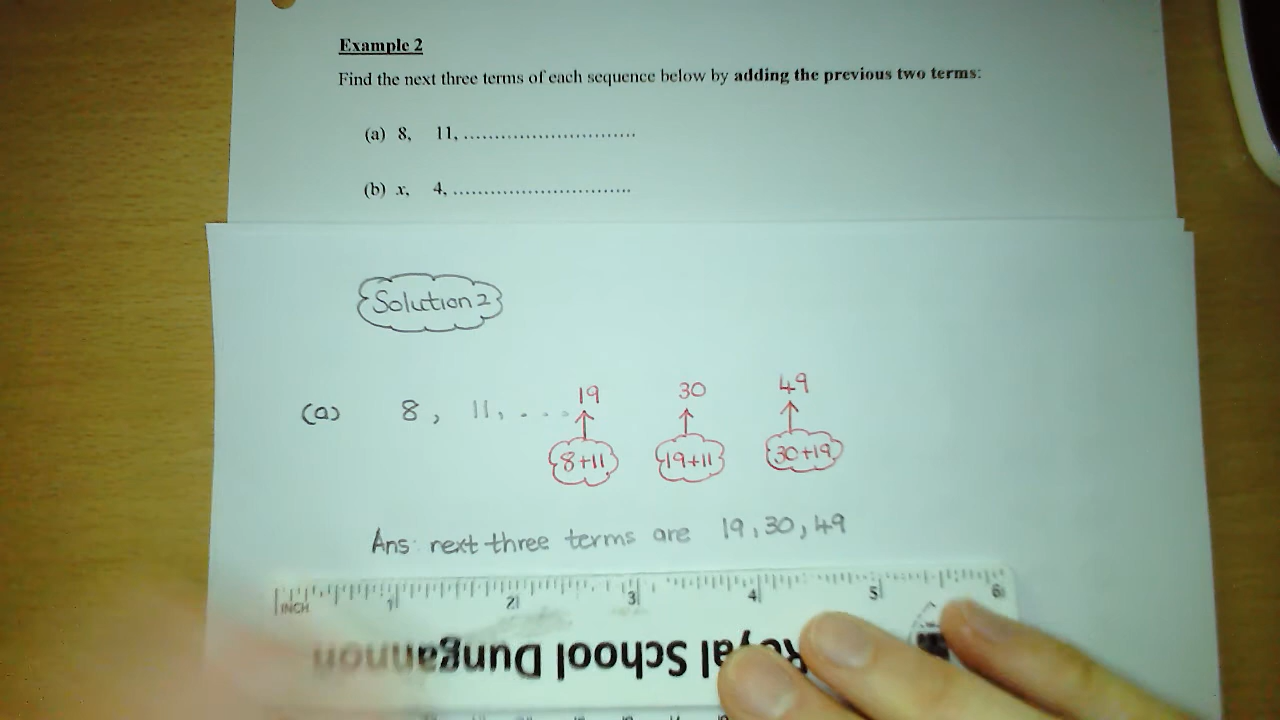 Example 2
Find the next three terms of each sequence below by adding the previous two terms:
(a) 8, 11, ............................
(b) x, 4, .............................
Solution 2
(a) 8, 11, . . . 19 30 49
8+11 19+11 30+19
Ans: next three terms are 19, 30, 49
INCH 1 2 3 4 5 6
Royal School Dungannon